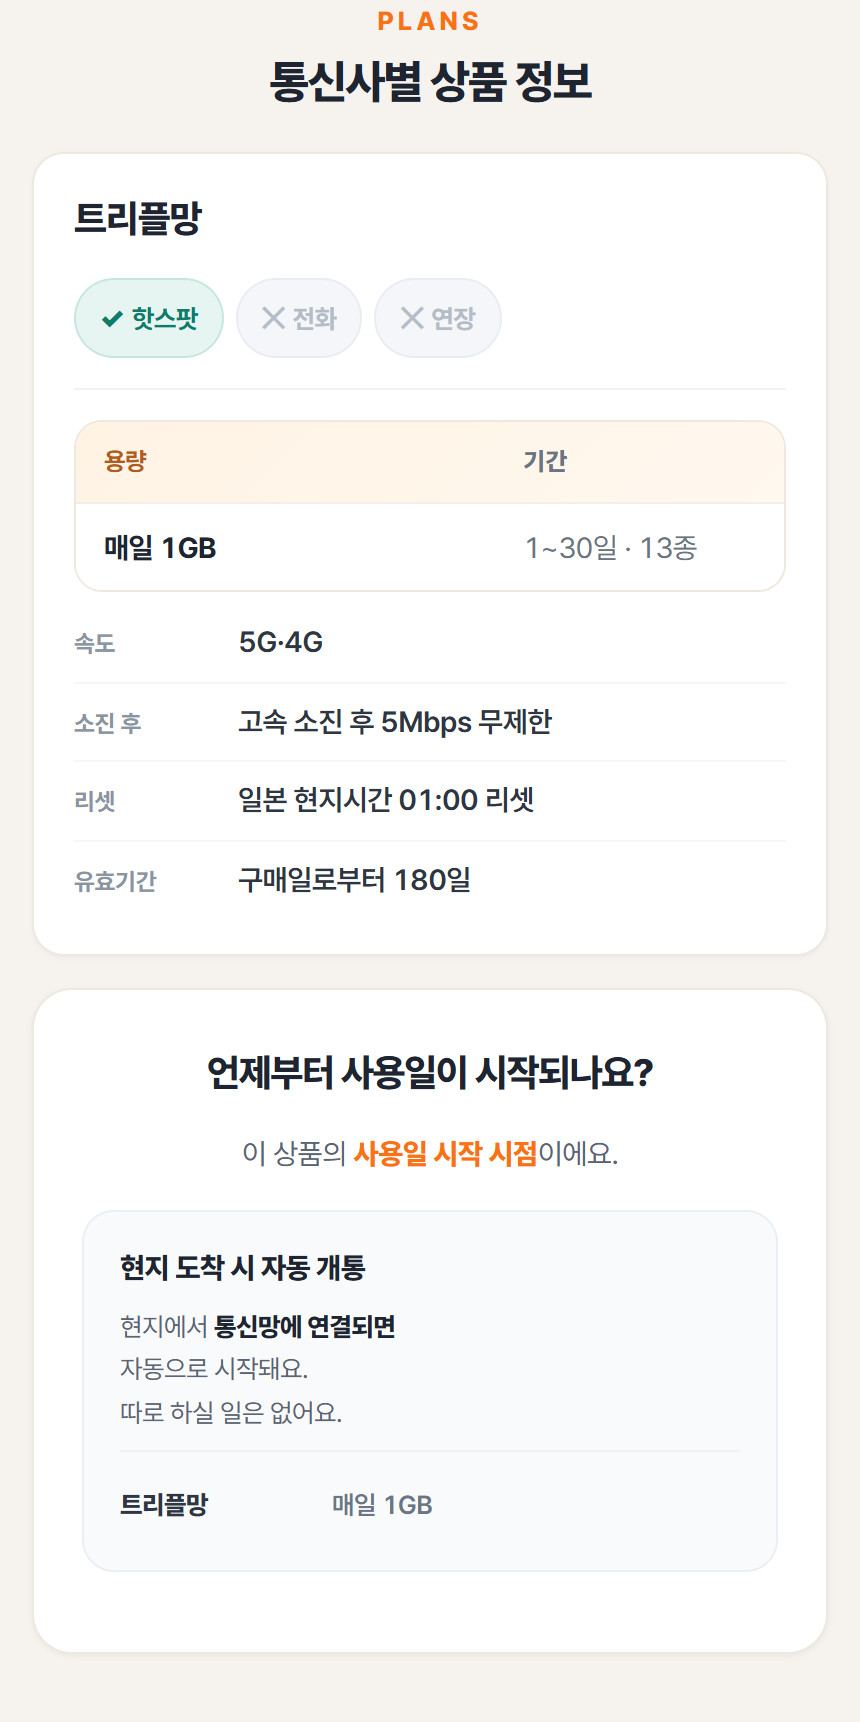 PLANS
통신사별 상품 정보
트리플망
✓ 핫스팟 ✕ 전화 ✕ 연장
용량 기간
매일 1GB 1~30일 · 13종
속도 5G·4G
소진 후 고속 소진 후 5Mbps 무제한
리셋 일본 현지시간 01:00 리셋
유효기간 구매일로부터 180일
언제부터 사용일이 시작되나요?
이 상품의 사용일 시작 시점이에요.
현지 도착 시 자동 개통
현지에서 통신망에 연결되면
자동으로 시작돼요.
따로 하실 일은 없어요.
트리플망 매일 1GB